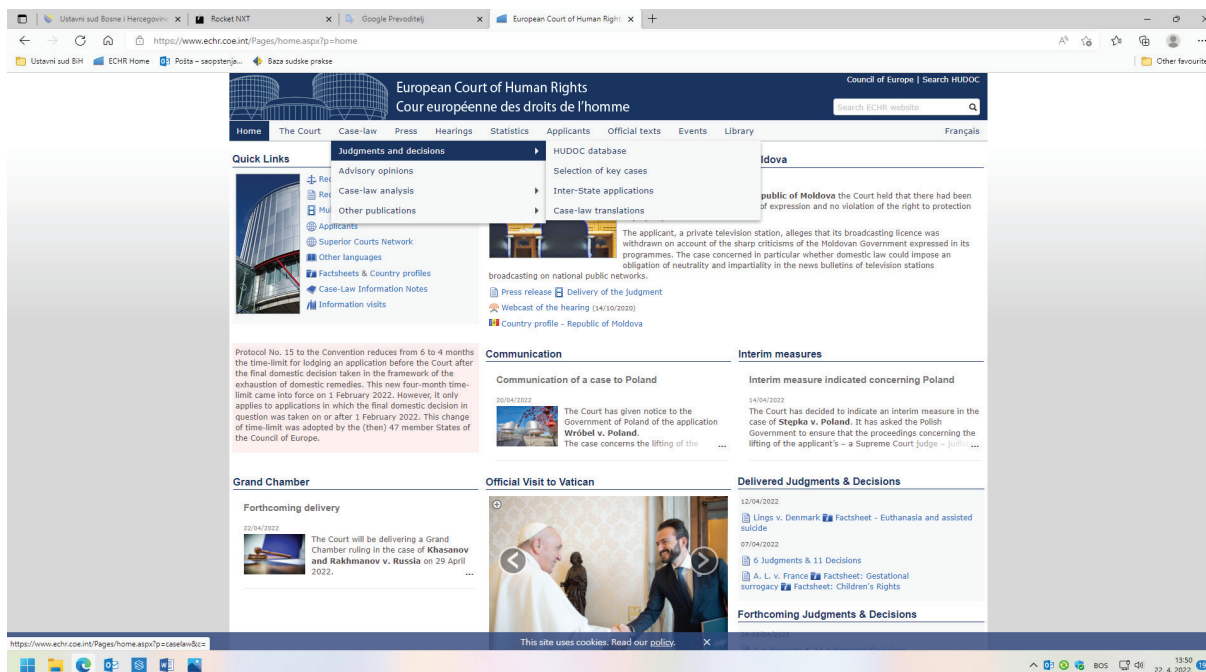 Ustavni sud Bosne i Hercegovine
Rocket NXT
Google Prevoditelj
European Court of Human Righ
https://www.echr.coe.int/Pages/home.aspx?p=home
Ustavni sud BiH
ECHR Home
Pošta – saopstenja...
Baza sudske prakse
Other favourite
European Court of Human Rights
Cour européenne des droits de l'homme
Council of Europe | Search HUDOC
Search ECHR website
Home The Court Case-law Press Hearings Statistics Applicants Official texts Events Library Français
Judgments and decisions
Advisory opinions
Case-law analysis
Other publications
HUDOC database
Selection of key cases
Inter-State applications
Case-law translations
Quick Links
Applicants
Superior Courts Network
Other languages
Factsheets & Country profiles
Case-Law Information Notes
Information visits
ldova
public of Moldova the Court held that there had been
of expression and no violation of the right to protection
The applicant, a private television station, alleges that its broadcasting licence was
withdrawn on account of the sharp criticisms of the Moldovan Government expressed in its
programmes. The case concerned in particular whether domestic law could impose an
obligation of neutrality and impartiality in the news bulletins of television stations
broadcasting on national public networks.
Press release Delivery of the judgment
Webcast of the hearing (14/10/2020)
Country profile - Republic of Moldova
Protocol No. 15 to the Convention reduces from 6 to 4 months
the time-limit for lodging an application before the Court after
the final domestic decision taken in the framework of the
exhaustion of domestic remedies. This new four-month time-
limit came into force on 1 February 2022. However, it only
applies to applications in which the final domestic decision in
question was taken on or after 1 February 2022. This change
of time-limit was adopted by the (then) 47 member States of
the Council of Europe.
Communication
Communication of a case to Poland
20/04/2022
The Court has given notice to the
Government of Poland of the application
Wróbel v. Poland.
The case concerns the lifting of the ...
Interim measures
Interim measure indicated concerning Poland
14/04/2022
The Court has decided to indicate an interim measure in the
case of Stępka v. Poland. It has asked the Polish
Government to ensure that the proceedings concerning the
lifting of the applicant's – a Supreme Court judge – ...
Grand Chamber
Forthcoming delivery
22/04/2022
The Court will be delivering a Grand
Chamber ruling in the case of Khasanov
and Rakhmanov v. Russia on 29 April
2022. ...
Official Visit to Vatican
Delivered Judgments & Decisions
12/04/2022
Lings v. Denmark Factsheet - Euthanasia and assisted
suicide
07/04/2022
6 Judgments & 11 Decisions
A. L. v. France Factsheet: Gestational
surrogacy Factsheet: Children's Rights
Forthcoming Judgments & Decisions
https://www.echr.coe.int/Pages/home.aspx?p=caselaw&c=
This site uses cookies. Read our policy. X
BOS
13:50
22. 4. 2022.
19